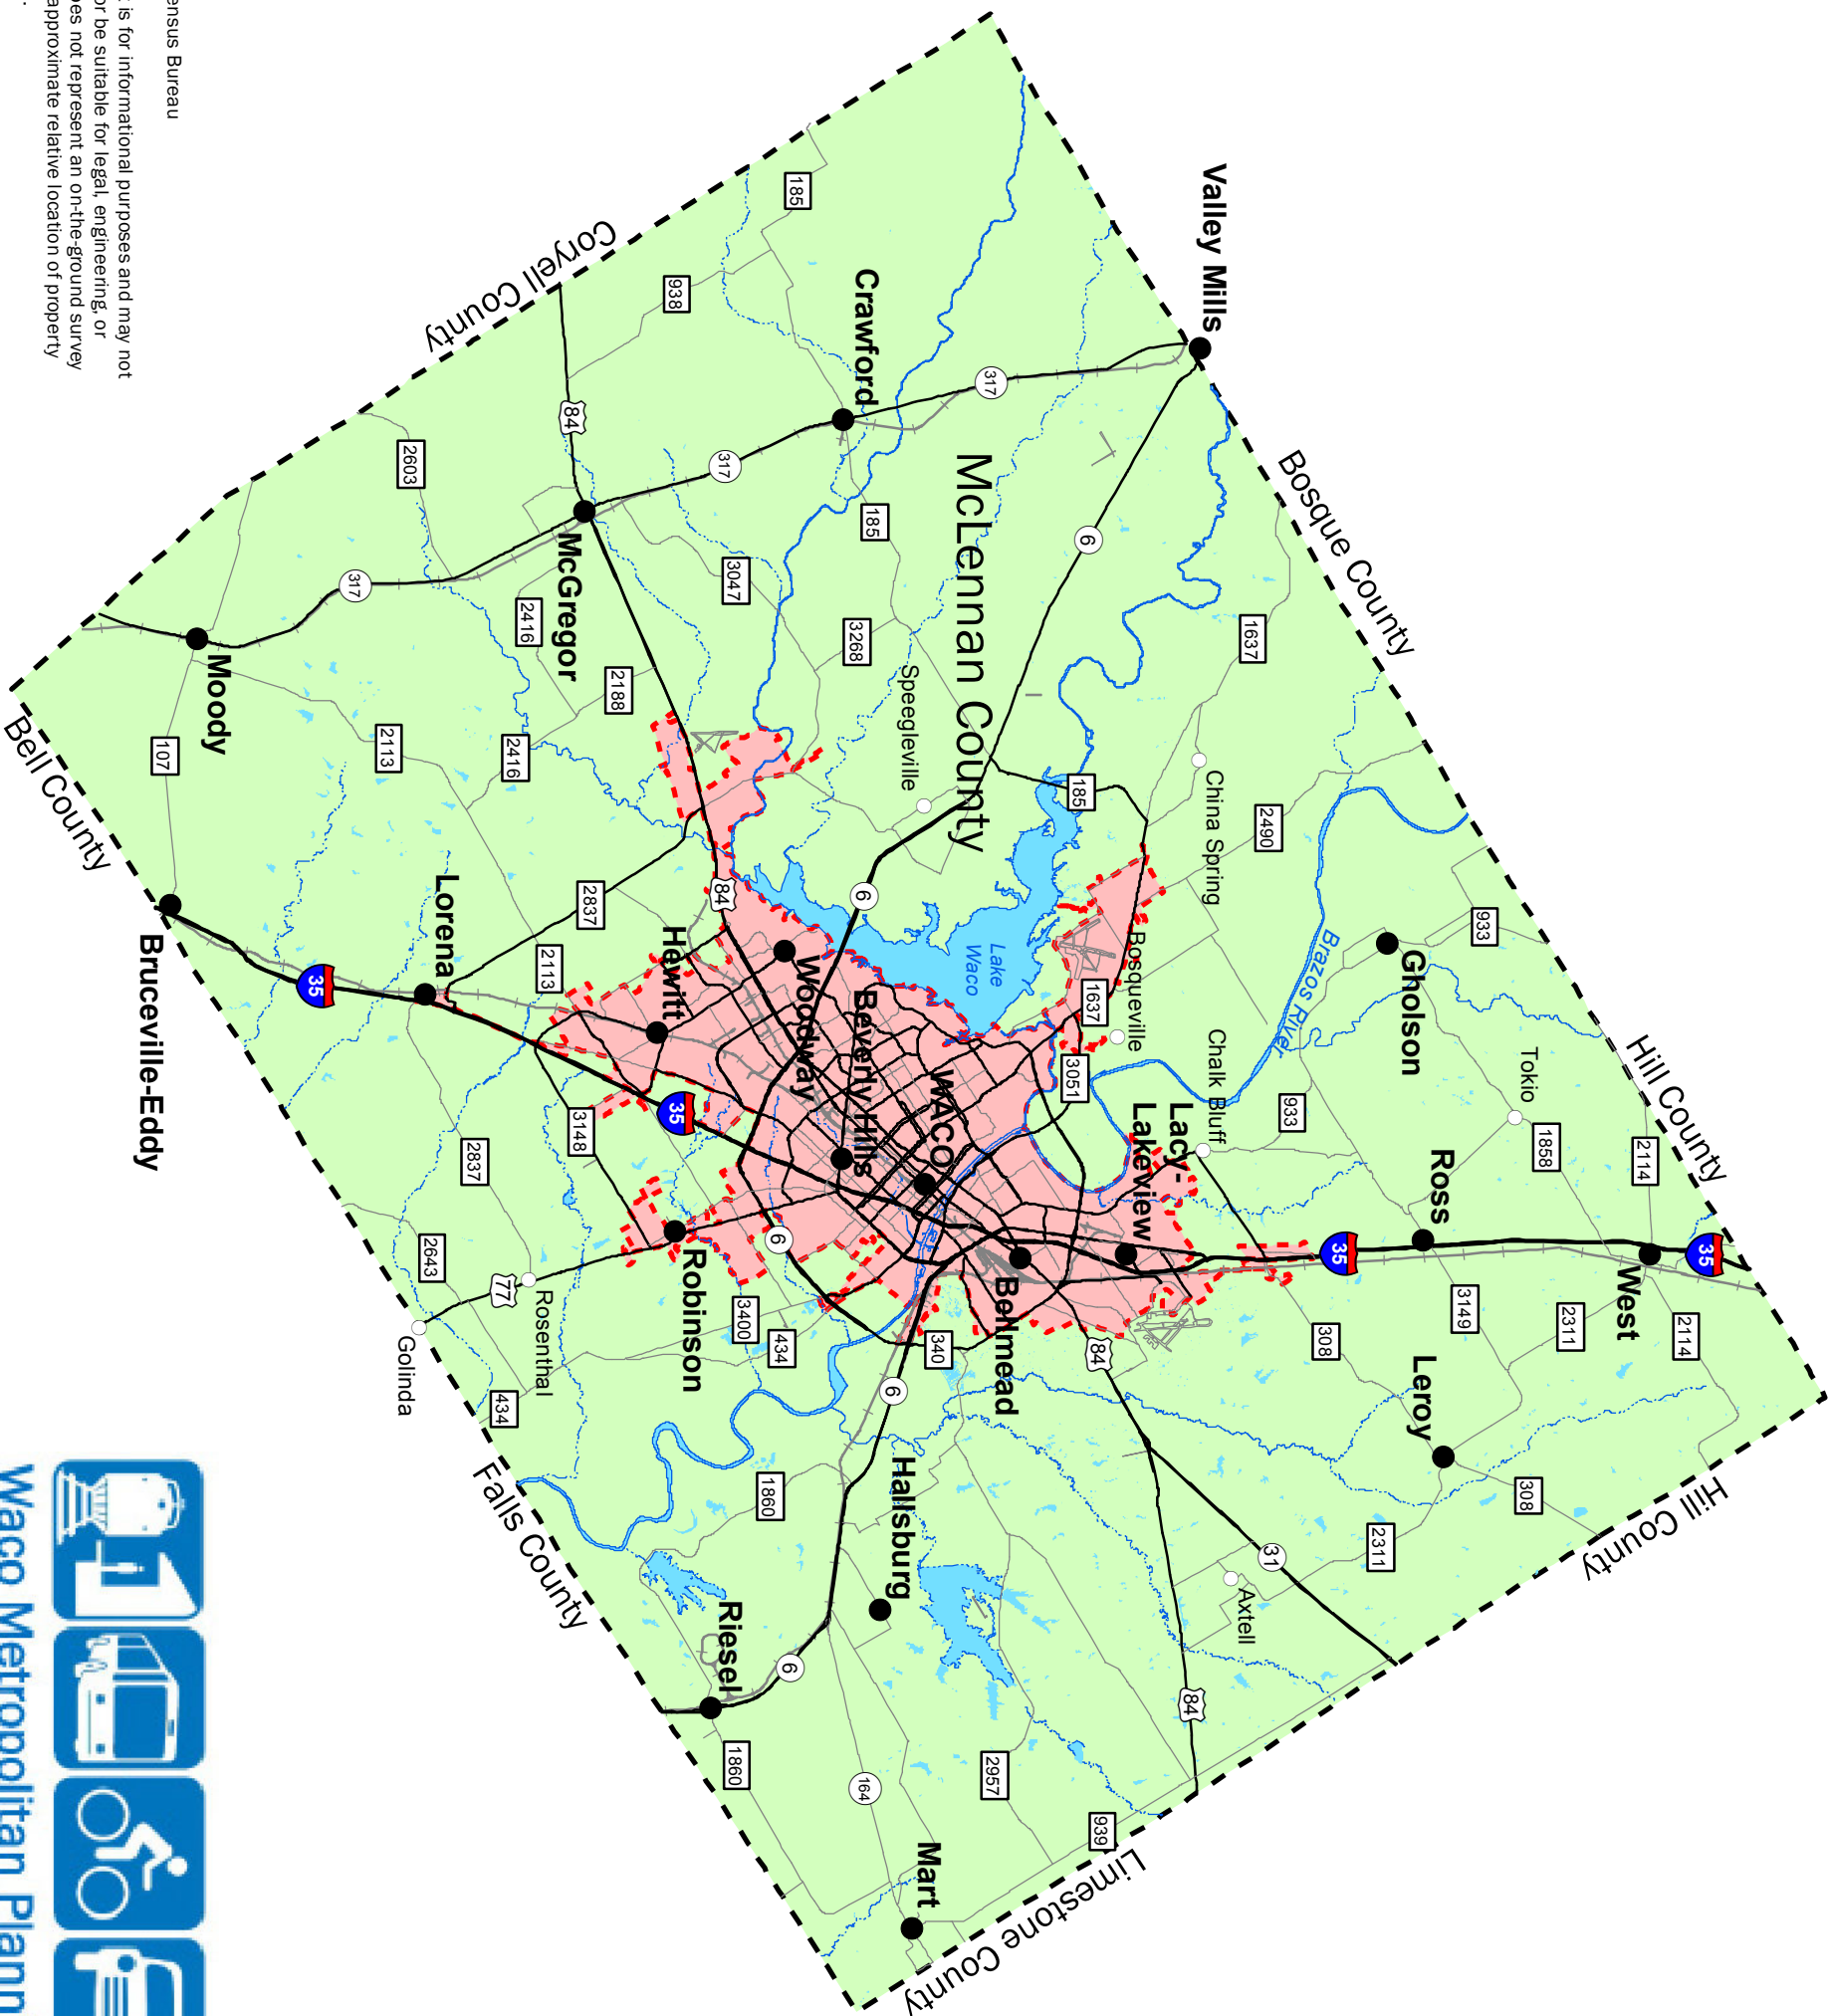 Valley Mills
Bosque County
Hill County
Hill County
Limestone County
Falls County
Bell County
Coryell County
McLennan County
Crawford
McGregor
Moody
Bruceville-Eddy
Lorena
Hewitt
Woodway
Beverly Hills
WACO
Lacy-
Lakeview
Bellmead
Robinson
Hallsburg
Riesel
Mart
Leroy
West
Ross
Gholson
Tokio
Chalk Bluff
China Spring
Bosqueville
Speegleville
Rosenthal
Golinda
Axtell
Lake
Waco
Brazos River
185
938
317
84
317
2603
185
3047
3268
6
1637
2416
2188
317
2113
2416
107
185
2490
933
84
6
2837
2113
35
1637
3051
933
1858
2114
35
35
3148
2837
2643
77
35
6
3400
434
340
84
6
434
308
3149
2311
2114
308
2311
31
1860
6
84
1860
164
2957
939
ensus Bureau
is for informational purposes and may not
or be suitable for legal, engineering, or
oes not represent an on-the-ground survey
approximate relative location of property
Waco Metropolitan Plann